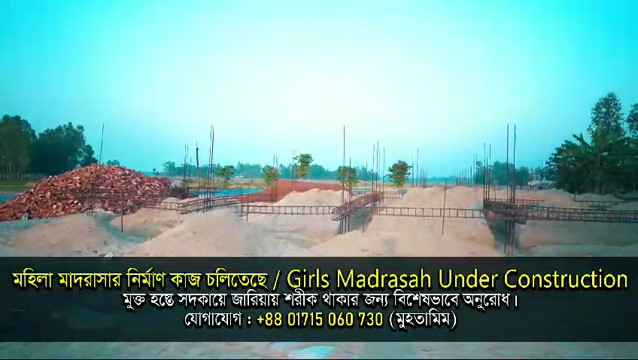 মহিলা মাদরাসার নির্মাণ কাজ চলিতেছে / Girls Madrasah Under Construction
মুক্ত হস্তে সদকায়ে জারিয়ায় শরীক থাকার জন্য বিশেষভাবে অনুরোধ।
যোগাযোগ : +88 01715 060 730 (মুহতামিম)